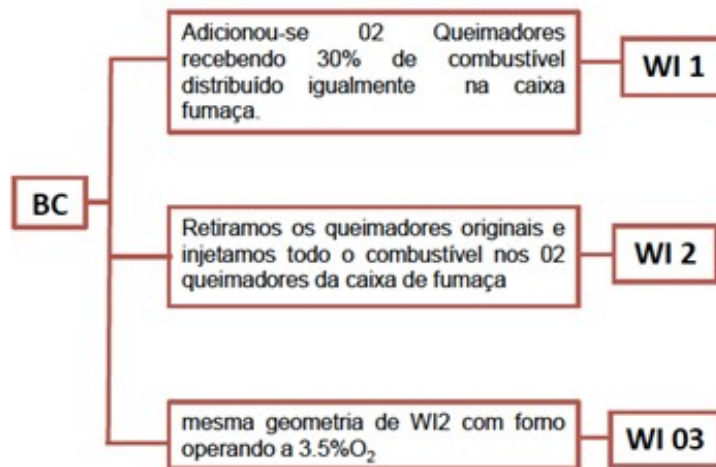 Adicionou-se 02 Queimadores
recebendo 30% de combustível
distribuído igualmente na caixa
fumaça.
WI 1
BC
Retiramos os queimadores originais e
injetamos todo o combustível nos 02
queimadores da caixa de fumaça
WI 2
mesma geometria de WI2 com forno
operando a 3.5%O₂
WI 03